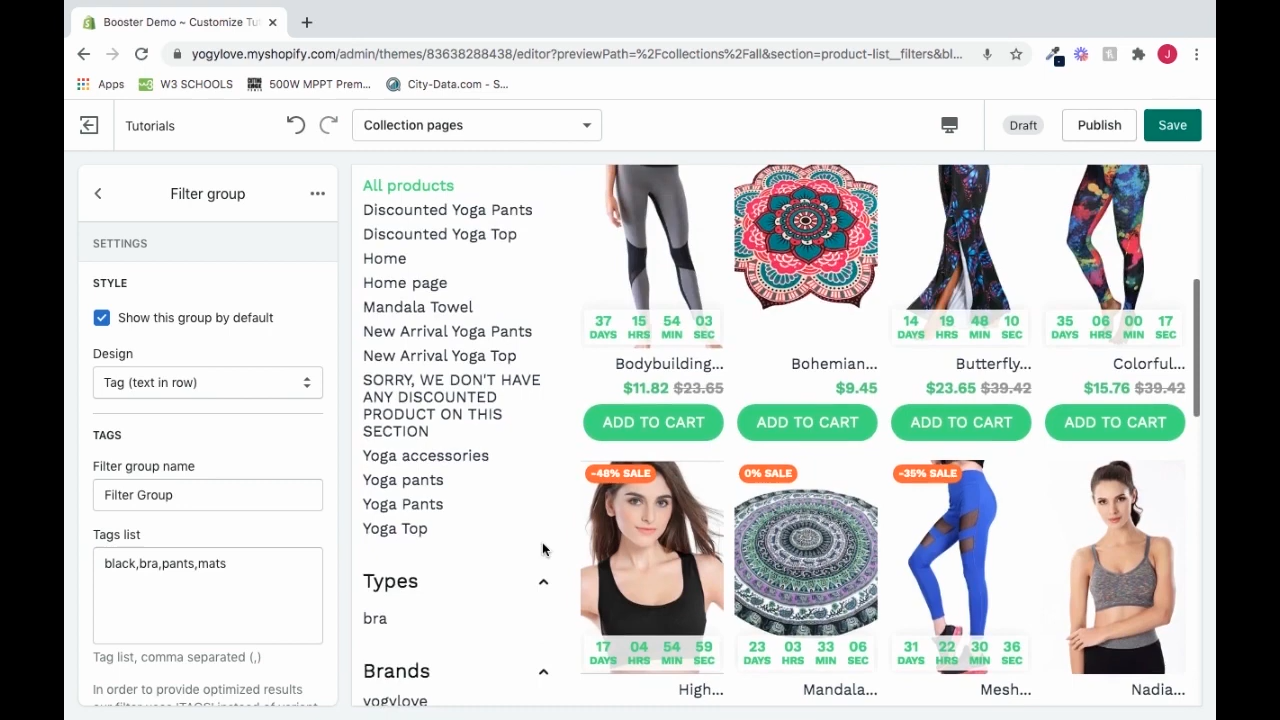 Booster Demo ~ Customize Tu
yogylove.myshopify.com/admin/themes/83638288438/editor?previewPath=%2Fcollections%2Fall&section=product-list__filters&bl...
J
Apps
W3 SCHOOLS
500W MPPT Prem...
City-Data.com - S...
Tutorials
Collection pages
Draft
Publish
Save
Filter group
SETTINGS
STYLE
Show this group by default
Design
Tag (text in row)
TAGS
Filter group name
Filter Group
Tags list
black,bra,pants,mats
Tag list, comma separated (,)
In order to provide optimized results
All products
Discounted Yoga Pants
Discounted Yoga Top
Home
Home page
Mandala Towel
New Arrival Yoga Pants
New Arrival Yoga Top
SORRY, WE DON'T HAVE
ANY DISCOUNTED
PRODUCT ON THIS
SECTION
Yoga accessories
Yoga pants
Yoga Pants
Yoga Top
Types
bra
Brands
yogylove
37 15 54 03
DAYS HRS MIN SEC
Bodybuilding...
$11.82 $23.65
ADD TO CART
Bohemian...
$9.45
ADD TO CART
14 19 48 10
DAYS HRS MIN SEC
Butterfly...
$23.65 $39.42
ADD TO CART
35 06 00 17
DAYS HRS MIN SEC
Colorful...
$15.76 $39.42
ADD TO CART
-48% SALE
17 04 54 59
DAYS HRS MIN SEC
High...
0% SALE
23 03 33 06
DAYS HRS MIN SEC
Mandala...
-35% SALE
31 22 30 36
DAYS HRS MIN SEC
Mesh...
Nadia...